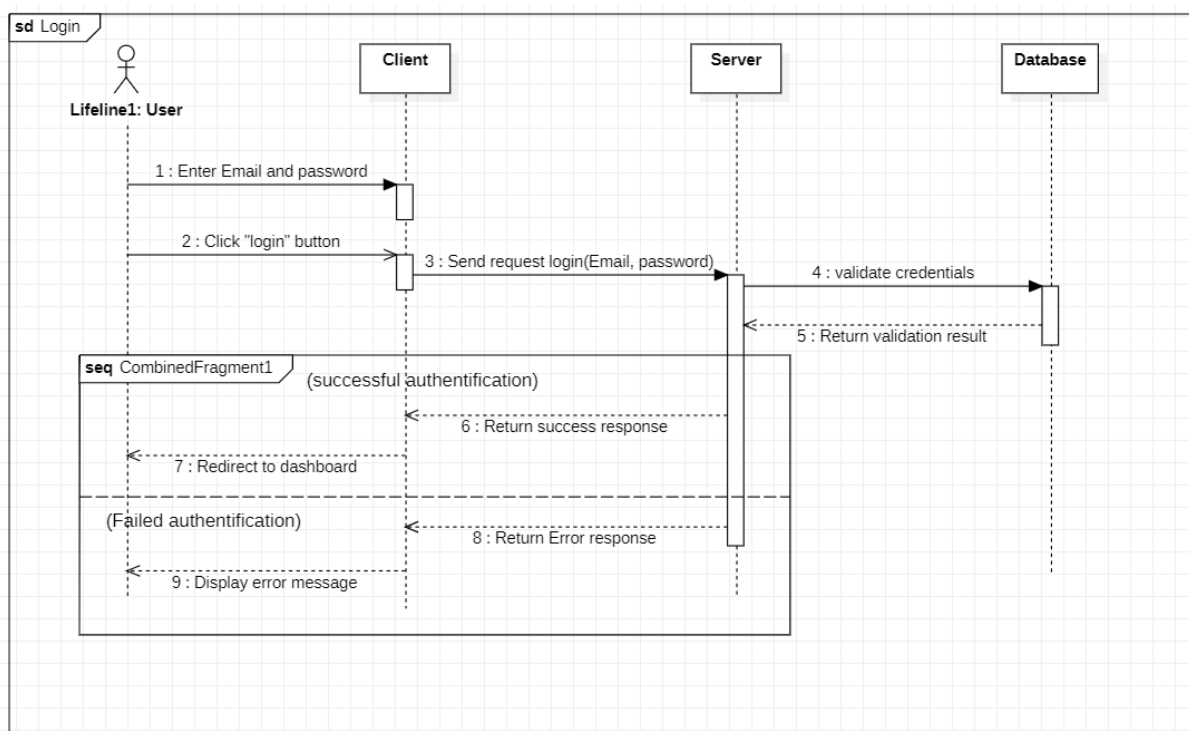 sd Login
Client
Server
Database
Lifeline1: User
1 : Enter Email and password
2 : Click "login" button
3 : Send request login(Email, password)
4 : validate credentials
5 : Return validation result
seq CombinedFragment1
(successful authentification)
6 : Return success response
7 : Redirect to dashboard
(Failed authentification)
8 : Return Error response
9 : Display error message